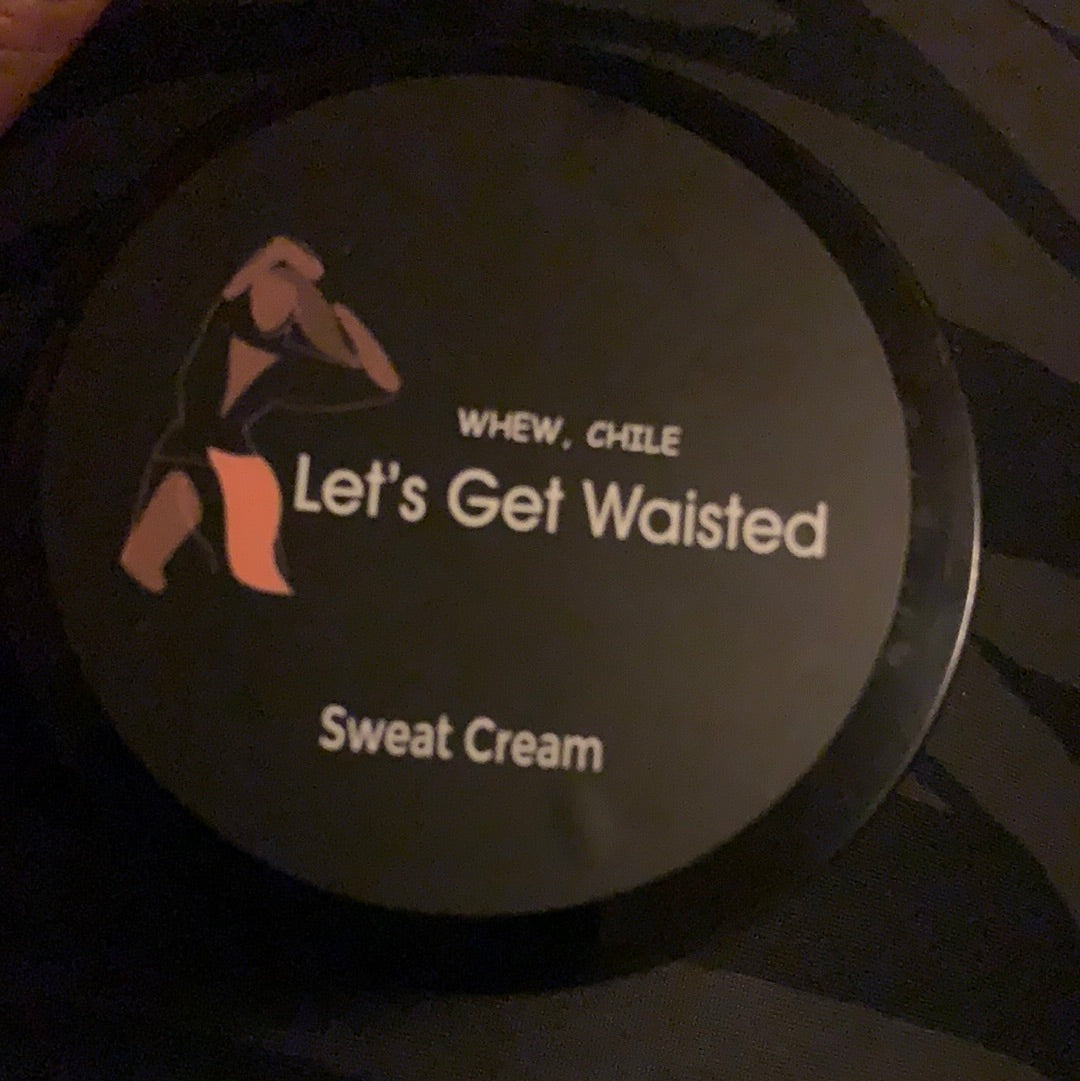 WHEW, CHILE
Let's Get Waisted
Sweat Cream